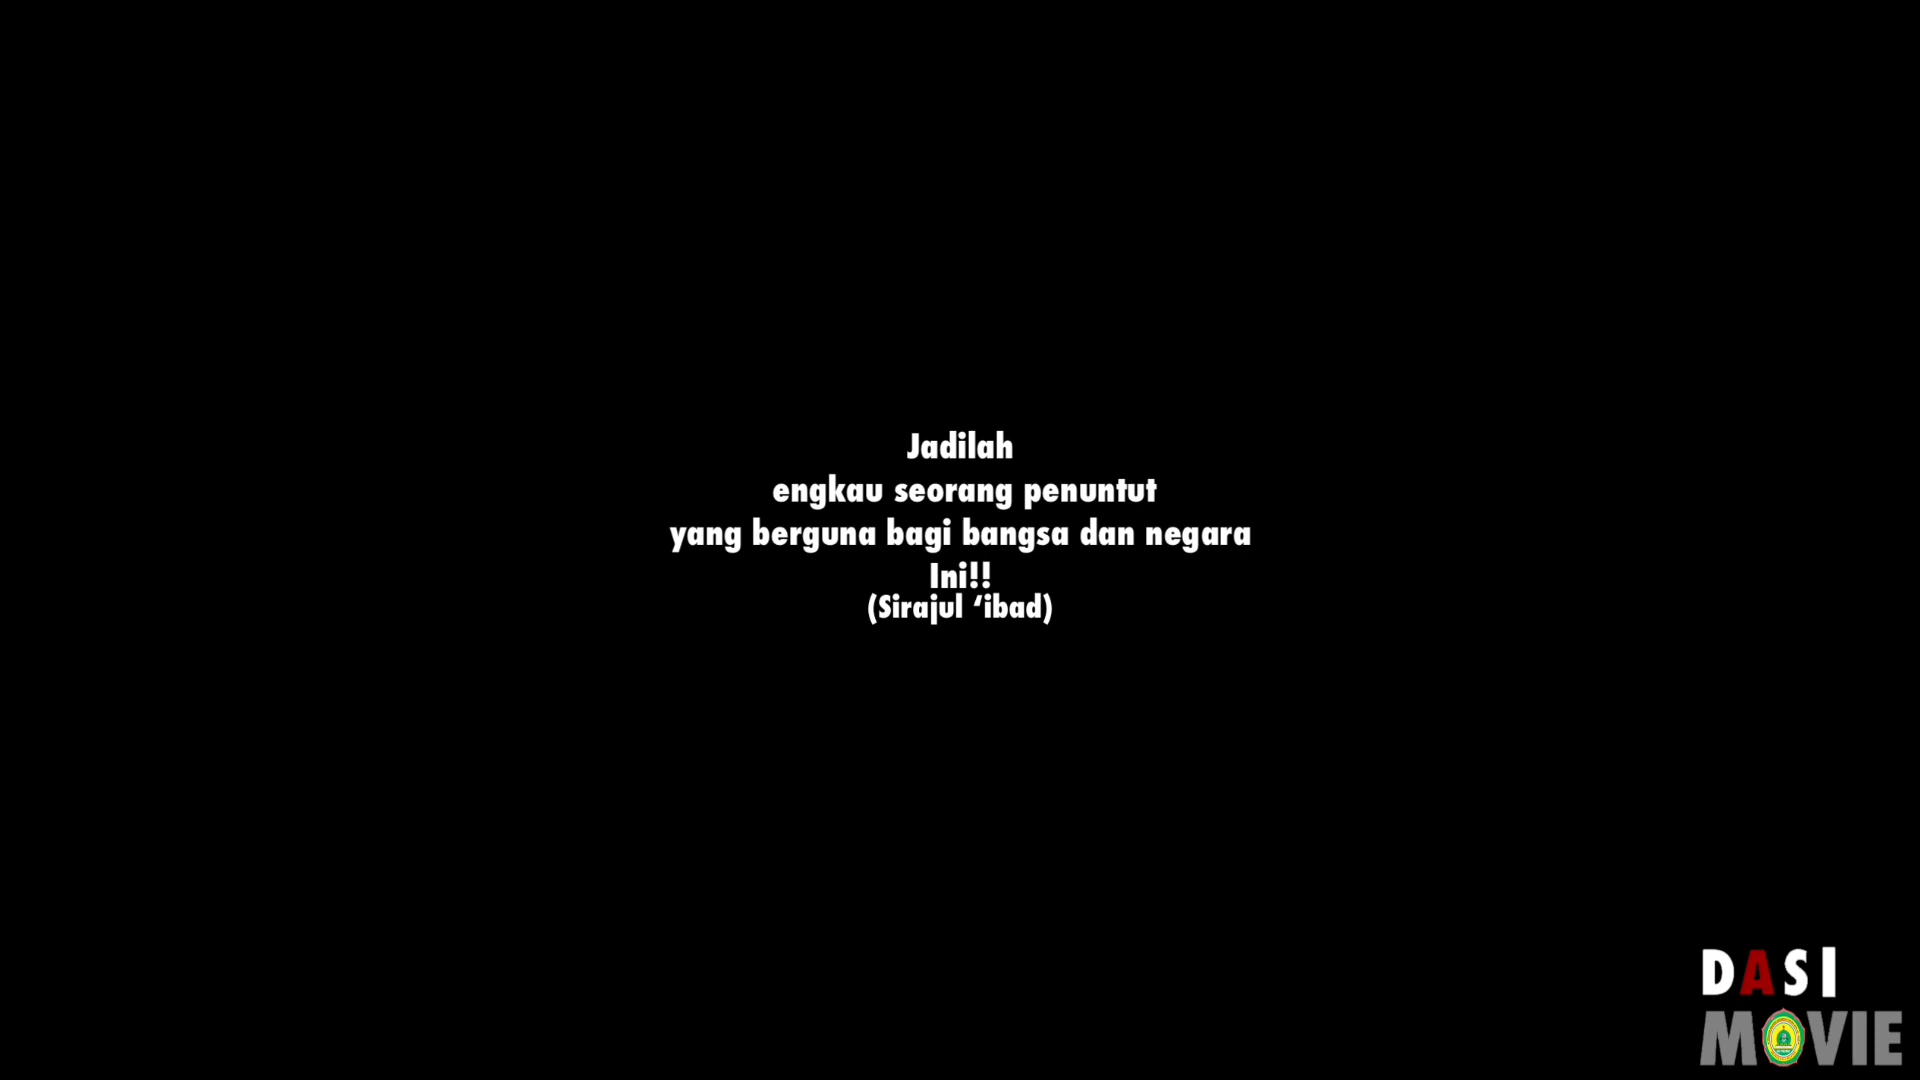 Jadilah
engkau seorang penuntut
yang berguna bagi bangsa dan negara
Ini!!
(Sirajul ‘ibad)
DASI
MOVIE